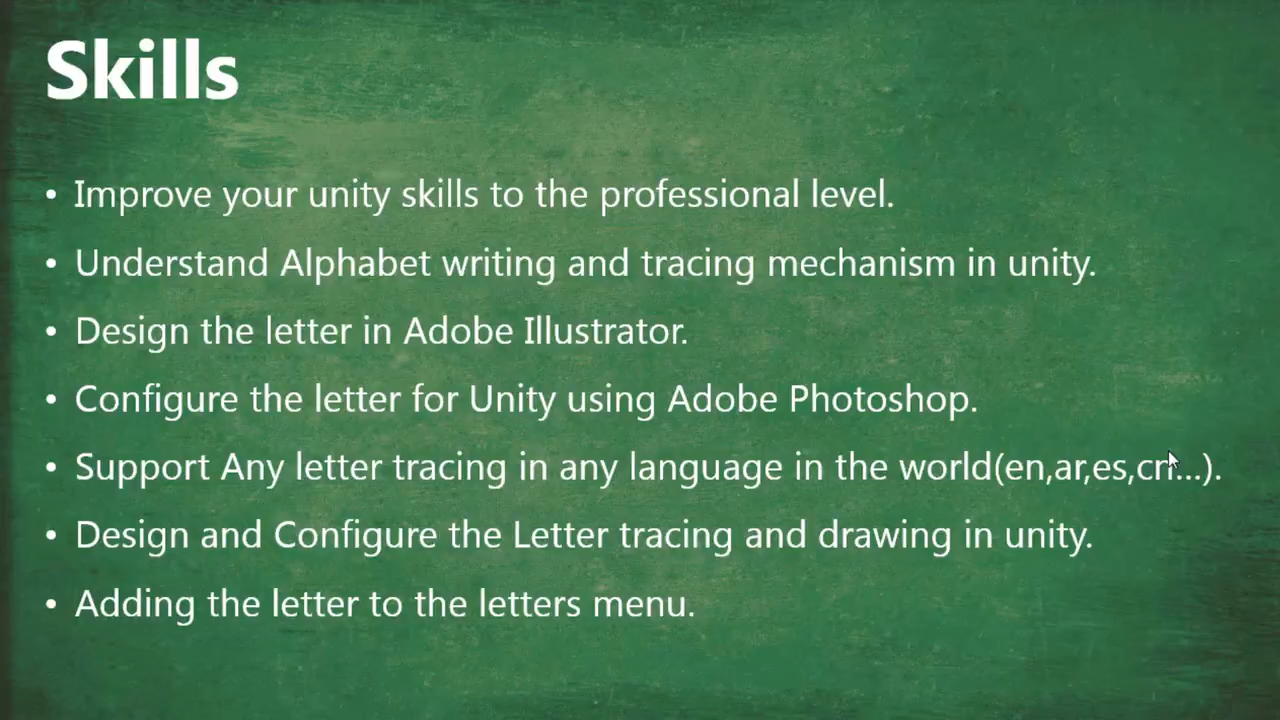 Skills
• Improve your unity skills to the professional level.
• Understand Alphabet writing and tracing mechanism in unity.
• Design the letter in Adobe Illustrator.
• Configure the letter for Unity using Adobe Photoshop.
• Support Any letter tracing in any language in the world(en,ar,es,cn...).
• Design and Configure the Letter tracing and drawing in unity.
• Adding the letter to the letters menu.